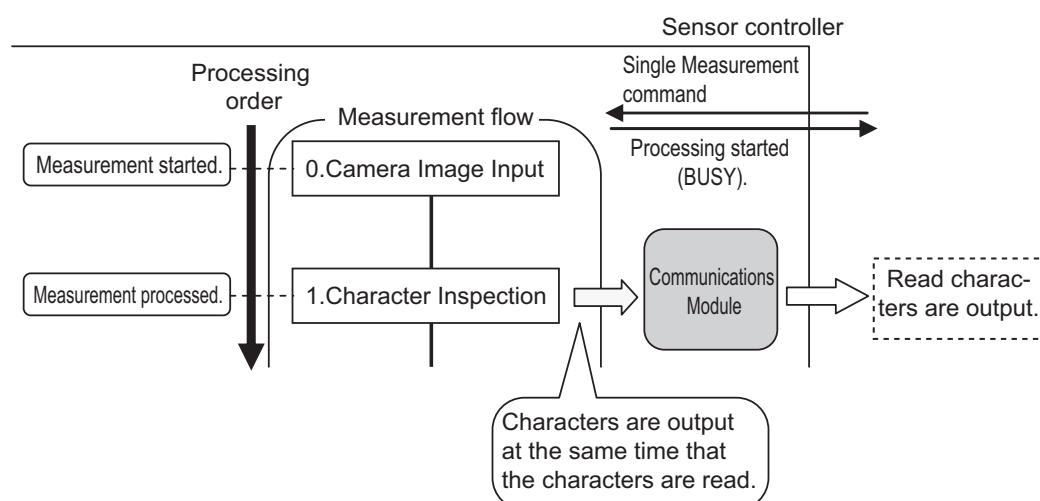 Sensor controller
Processing
order
Single Measurement
command
Measurement flow
Processing started
(BUSY).
Measurement started.
0.Camera Image Input
Measurement processed.
1.Character Inspection
Communications
Module
Read charac-
ters are output.
Characters are output
at the same time that
the characters are read.